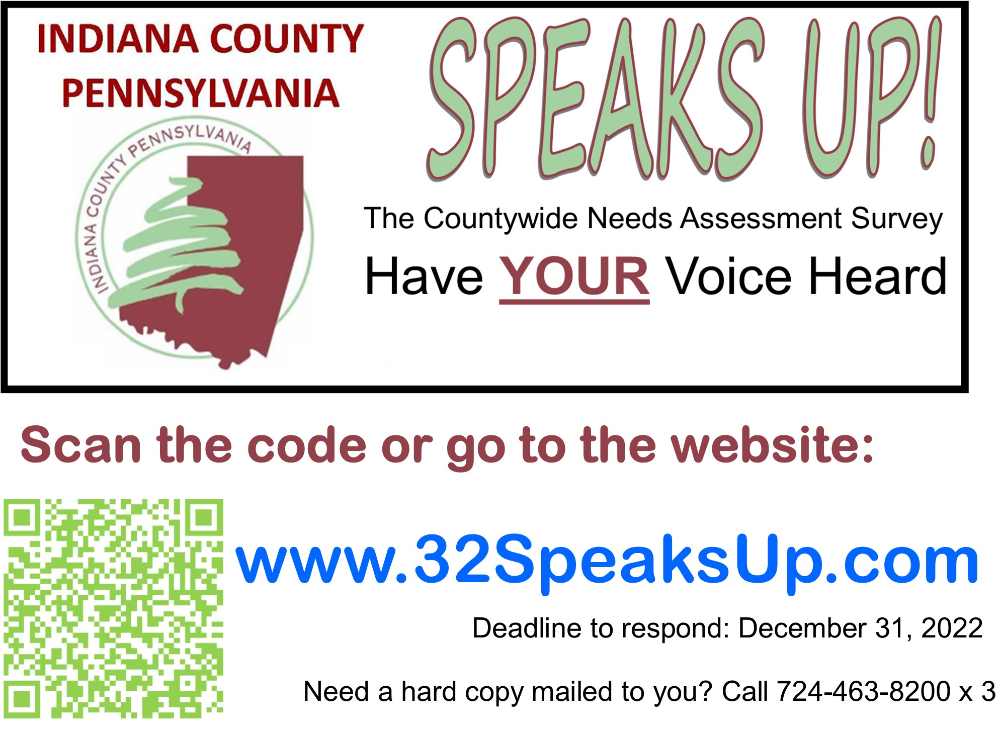 INDIANA COUNTY
PENNSYLVANIA
INDIANA COUNTY PENNSYLVANIA
SPEAKS UP!
The Countywide Needs Assessment Survey
Have YOUR Voice Heard
Scan the code or go to the website:
www.32SpeaksUp.com
Deadline to respond: December 31, 2022
Need a hard copy mailed to you? Call 724-463-8200 x 3